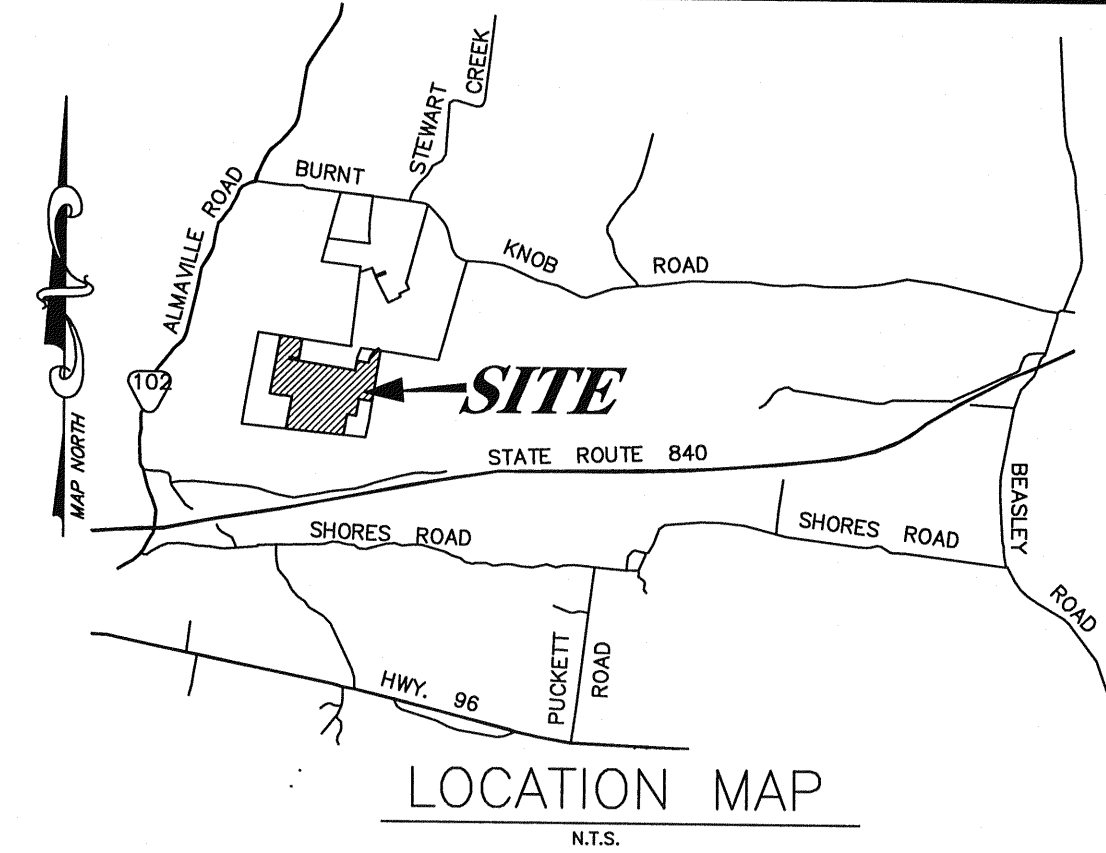 STEWART CREEK
BURNT KNOB ROAD
ALMAVILLE ROAD
102
SITE
MAP NORTH
STATE ROUTE 840
SHORES ROAD
SHORES ROAD
BEASLEY ROAD
PUCKETT ROAD
HWY. 96
LOCATION MAP
N.T.S.